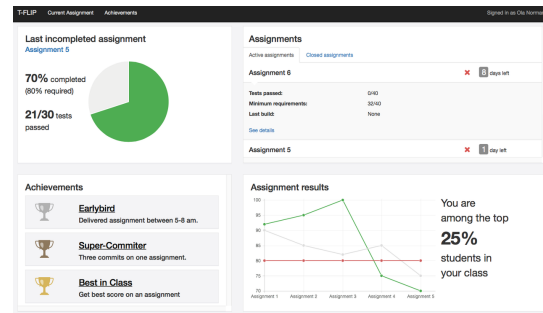 T-FLIP Current Assignment Achievements Signed in as Ola Norman
Last incompleted assignment
Assignment 5
70% completed
(80% required)
21/30 tests
passed
Assignments
Active assignments Closed assignments
Assignment 6 8 days left
Tests passed: 0/40
Minimum requirements: 32/40
Last build: None
See details
Assignment 5 1 day left
Achievements
Earlybird
Delivered assignment between 5-8 am.
Super-Commiter
Three commits on one assignment.
Best in Class
Get best score on an assignment
Assignment results
100
95
90
85
80
75
70
Assignment 1 Assignment 2 Assignment 3 Assignment 4 Assignment 5
You are
among the top
25%
students in
your class